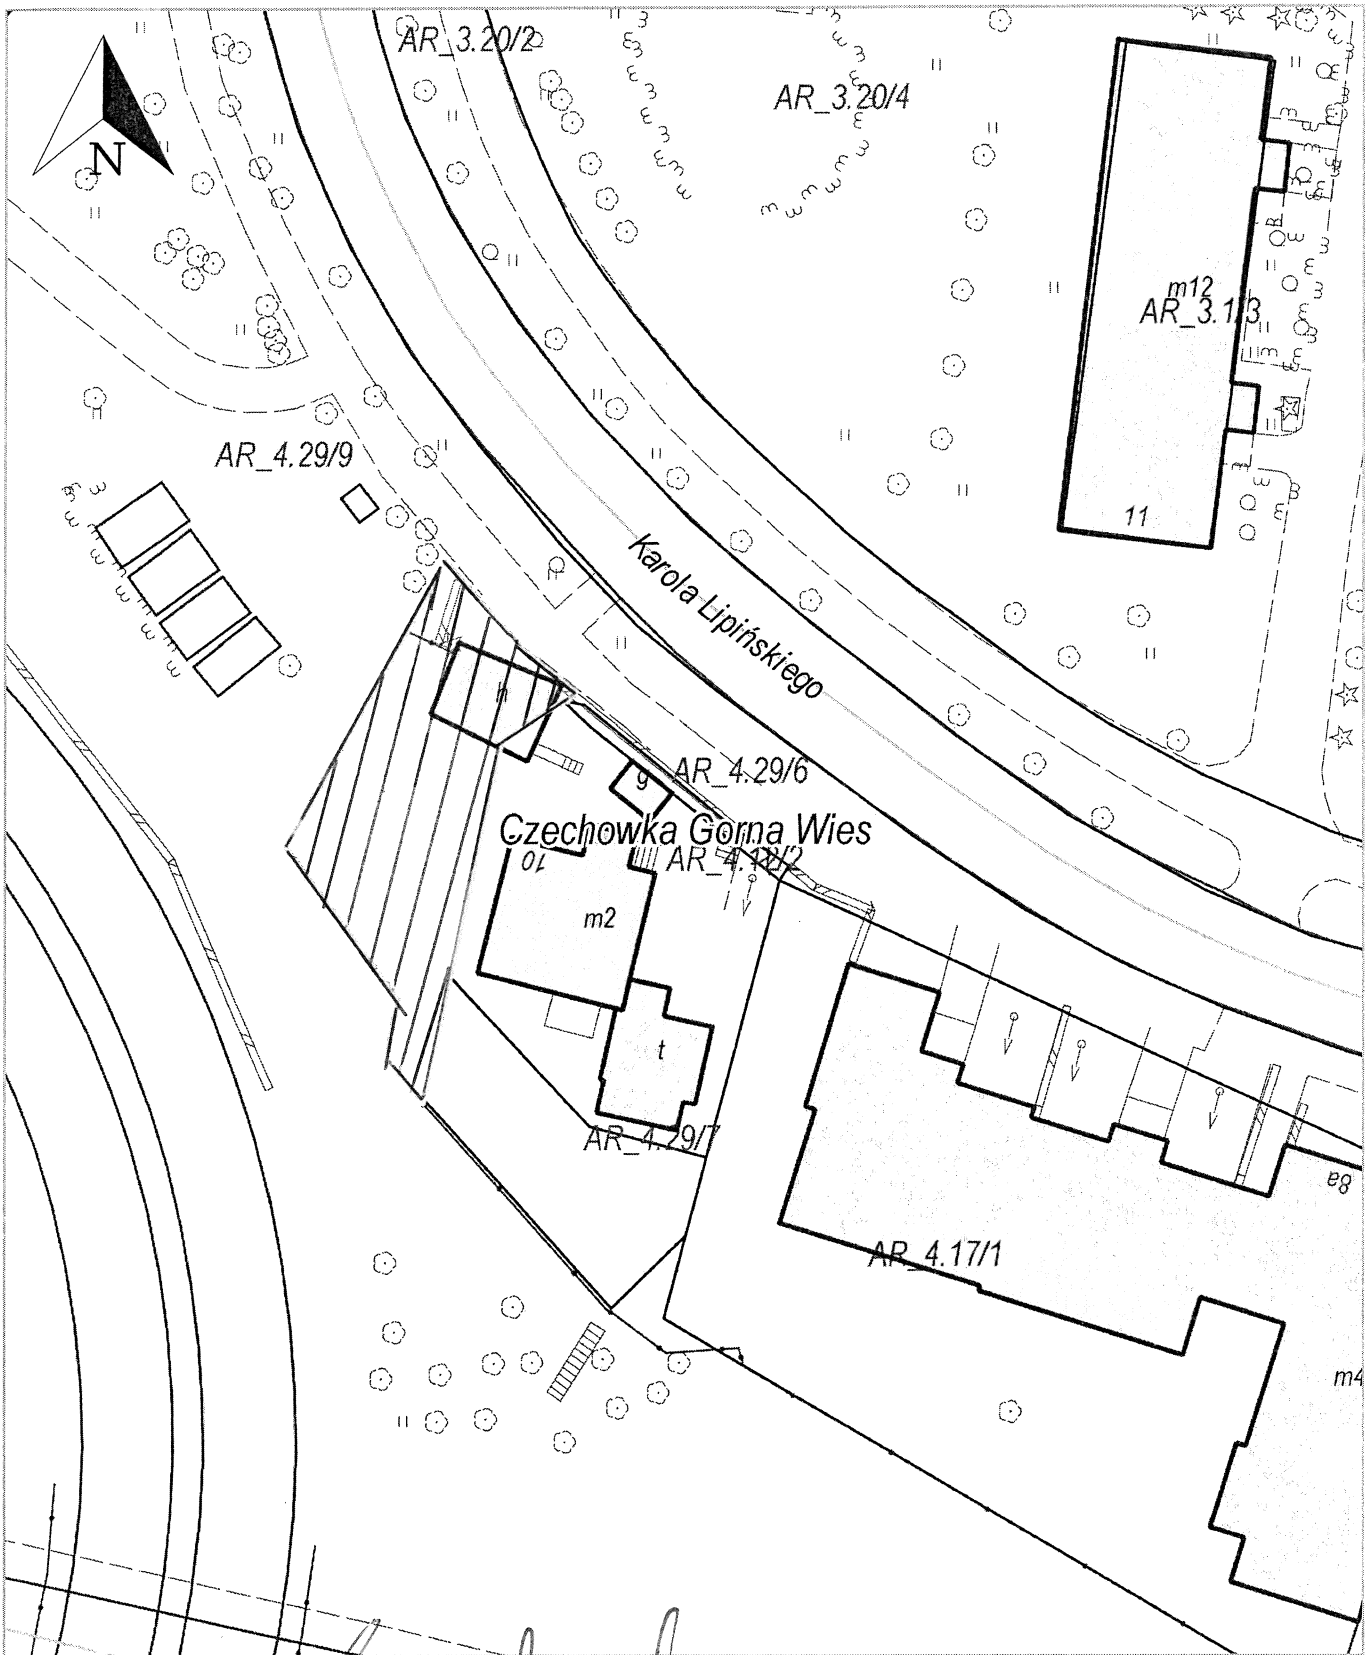 AR_3.20/2
AR_3.20/4
N
m12
AR_3.1/3
AR_4.29/9
11
Karola Lipińskiego
h
AR_4.29/6
g
Czechowka Gorna Wies
10
m2
t
AR_4.29/7
8a
AR_4.17/1
m4